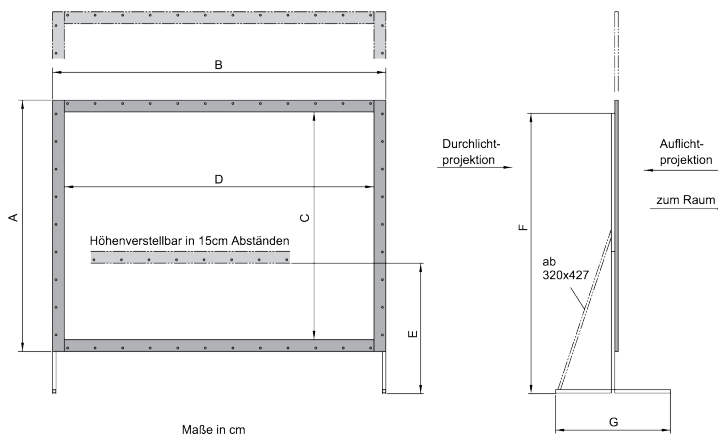 B
A
D
C
Höhenverstellbar in 15cm Abständen
E
Maße in cm
Durchlicht-
projektion
Auflicht-
projektion
zum Raum
F
ab
320x427
G